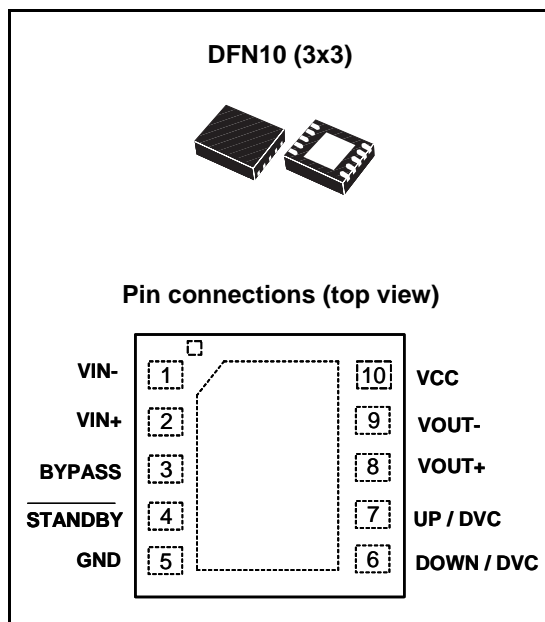 DFN10 (3x3)
Pin connections (top view)
VIN- 1 10 VCC
VIN+ 2 9 VOUT-
BYPASS 3 8 VOUT+
STANDBY 4 7 UP / DVC
GND 5 6 DOWN / DVC